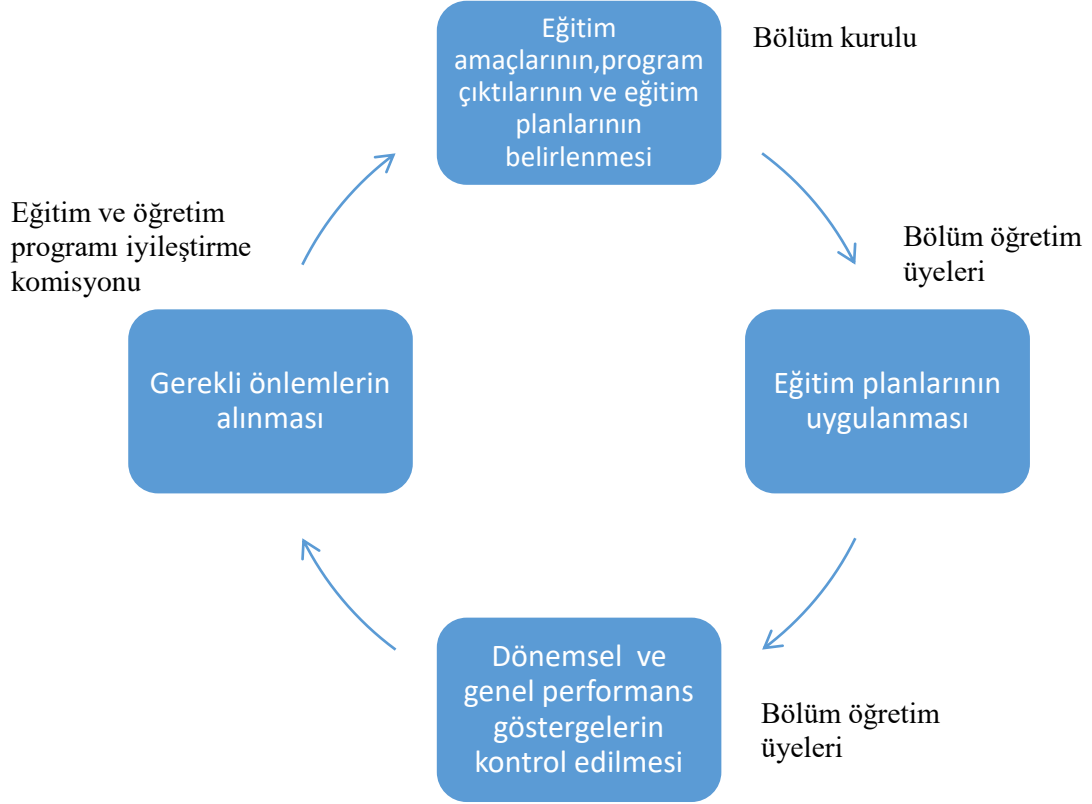 Eğitim
amaçlarının,program
çıktılarının ve eğitim
planlarının
belirlenmesi
Bölüm kurulu
Bölüm öğretim
üyeleri
Eğitim planlarının
uygulanması
Dönemsel ve
genel performans
göstergelerin
kontrol edilmesi
Bölüm öğretim
üyeleri
Gerekli önlemlerin
alınması
Eğitim ve öğretim
programı iyileştirme
komisyonu